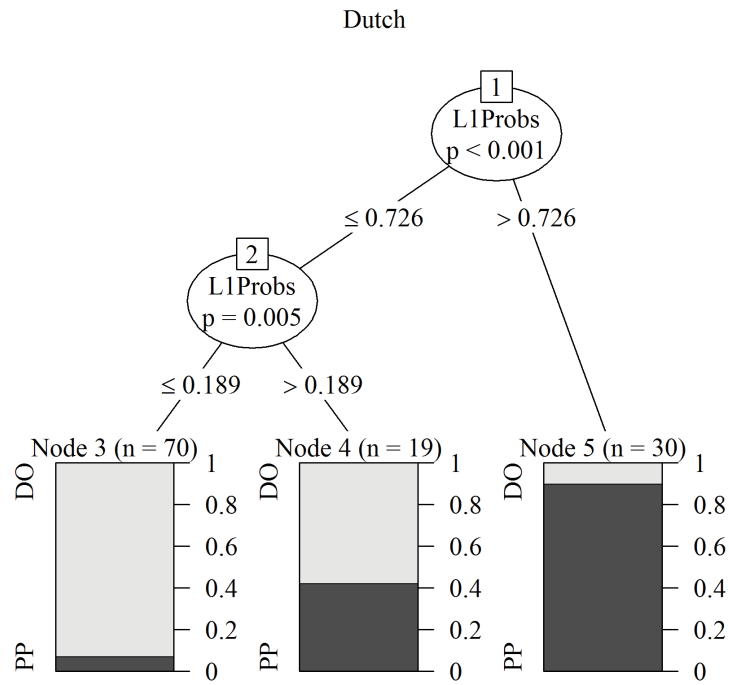 Dutch
1
L1Probs
p < 0.001
≤ 0.726
> 0.726
2
L1Probs
p = 0.005
≤ 0.189
> 0.189
Node 3 (n = 70)
DO
PP
1
0.8
0.6
0.4
0.2
0
Node 4 (n = 19)
DO
PP
1
0.8
0.6
0.4
0.2
0
Node 5 (n = 30)
DO
PP
1
0.8
0.6
0.4
0.2
0